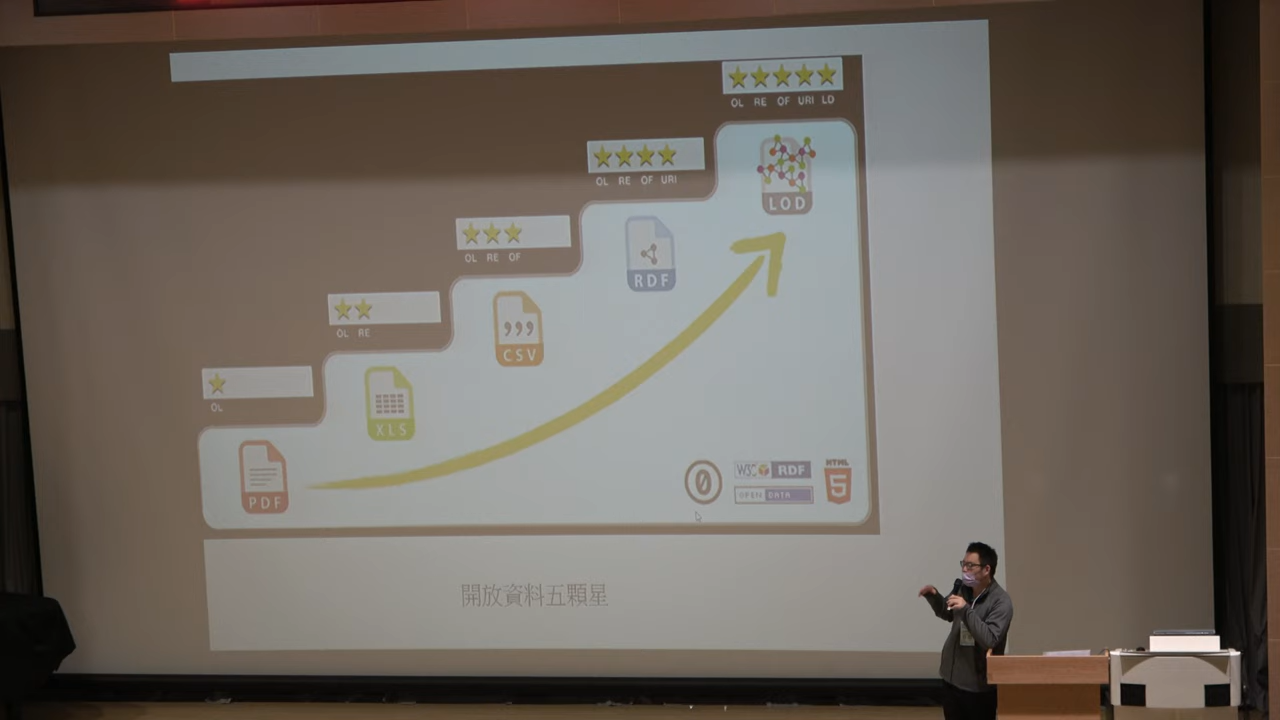 OL RE OF URI LD
LOD
OL RE OF URI
RDF
OL RE OF
CSV
OL RE
XLS
OL
PDF
W3C RDF
OPEN DATA
HTML
5
開放資料五顆星